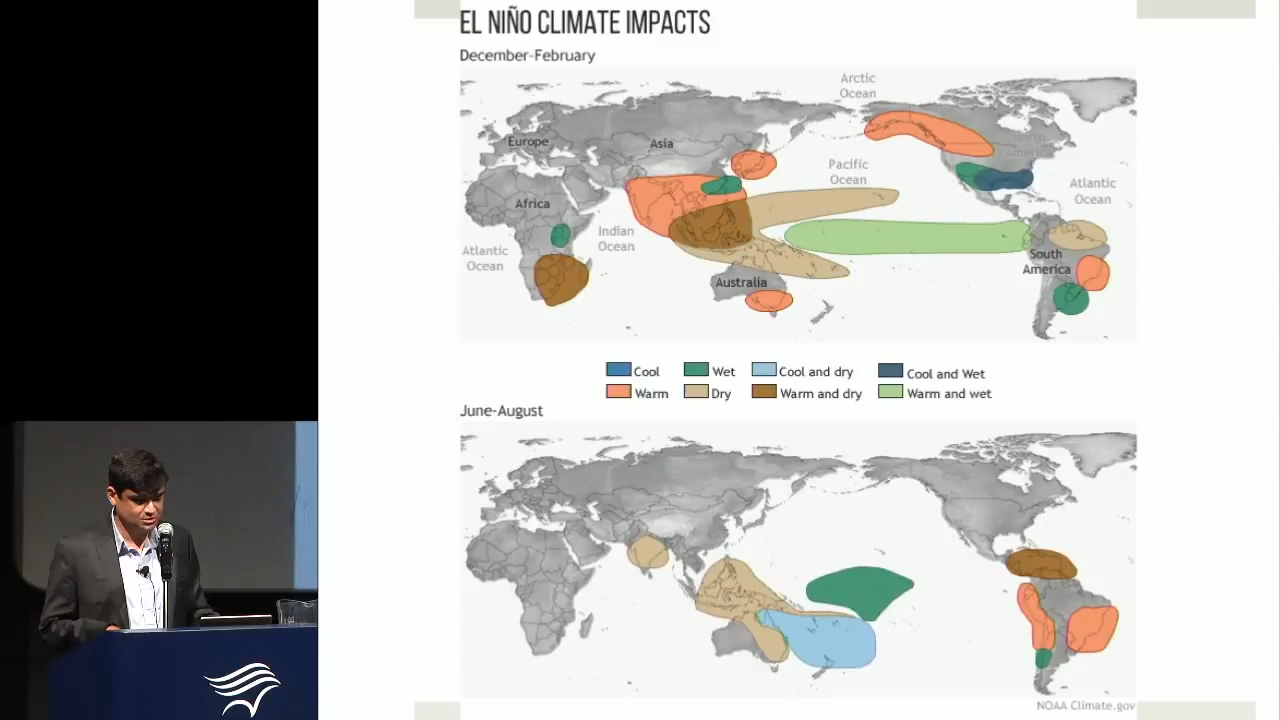 EL NIÑO CLIMATE IMPACTS
December-February
Arctic
Ocean
Europe
Asia
North
America
Pacific
Ocean
Atlantic
Ocean
Africa
Indian
Ocean
Atlantic
Ocean
South
America
Australia
Cool Wet Cool and dry Cool and Wet
Warm Dry Warm and dry Warm and wet
June-August
NOAA Climate.gov